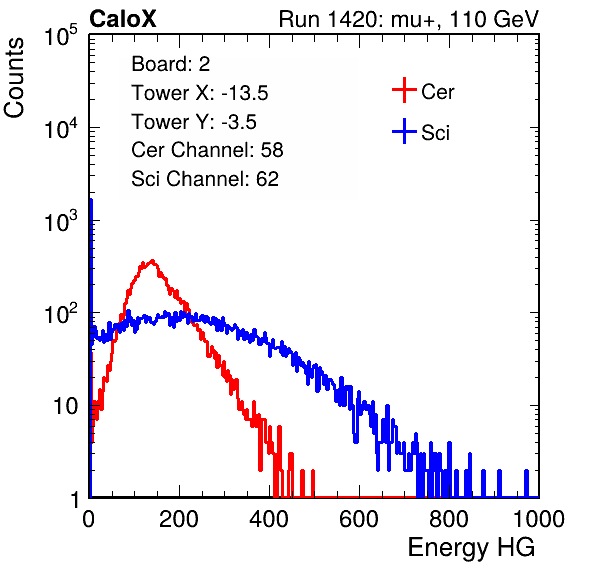 CaloX Run 1420: mu+, 110 GeV
Counts
10^5
10^4
10^3
10^2
10
1
Board: 2
Tower X: -13.5
Tower Y: -3.5
Cer Channel: 58
Sci Channel: 62
Cer
Sci
0 200 400 600 800 1000
Energy HG